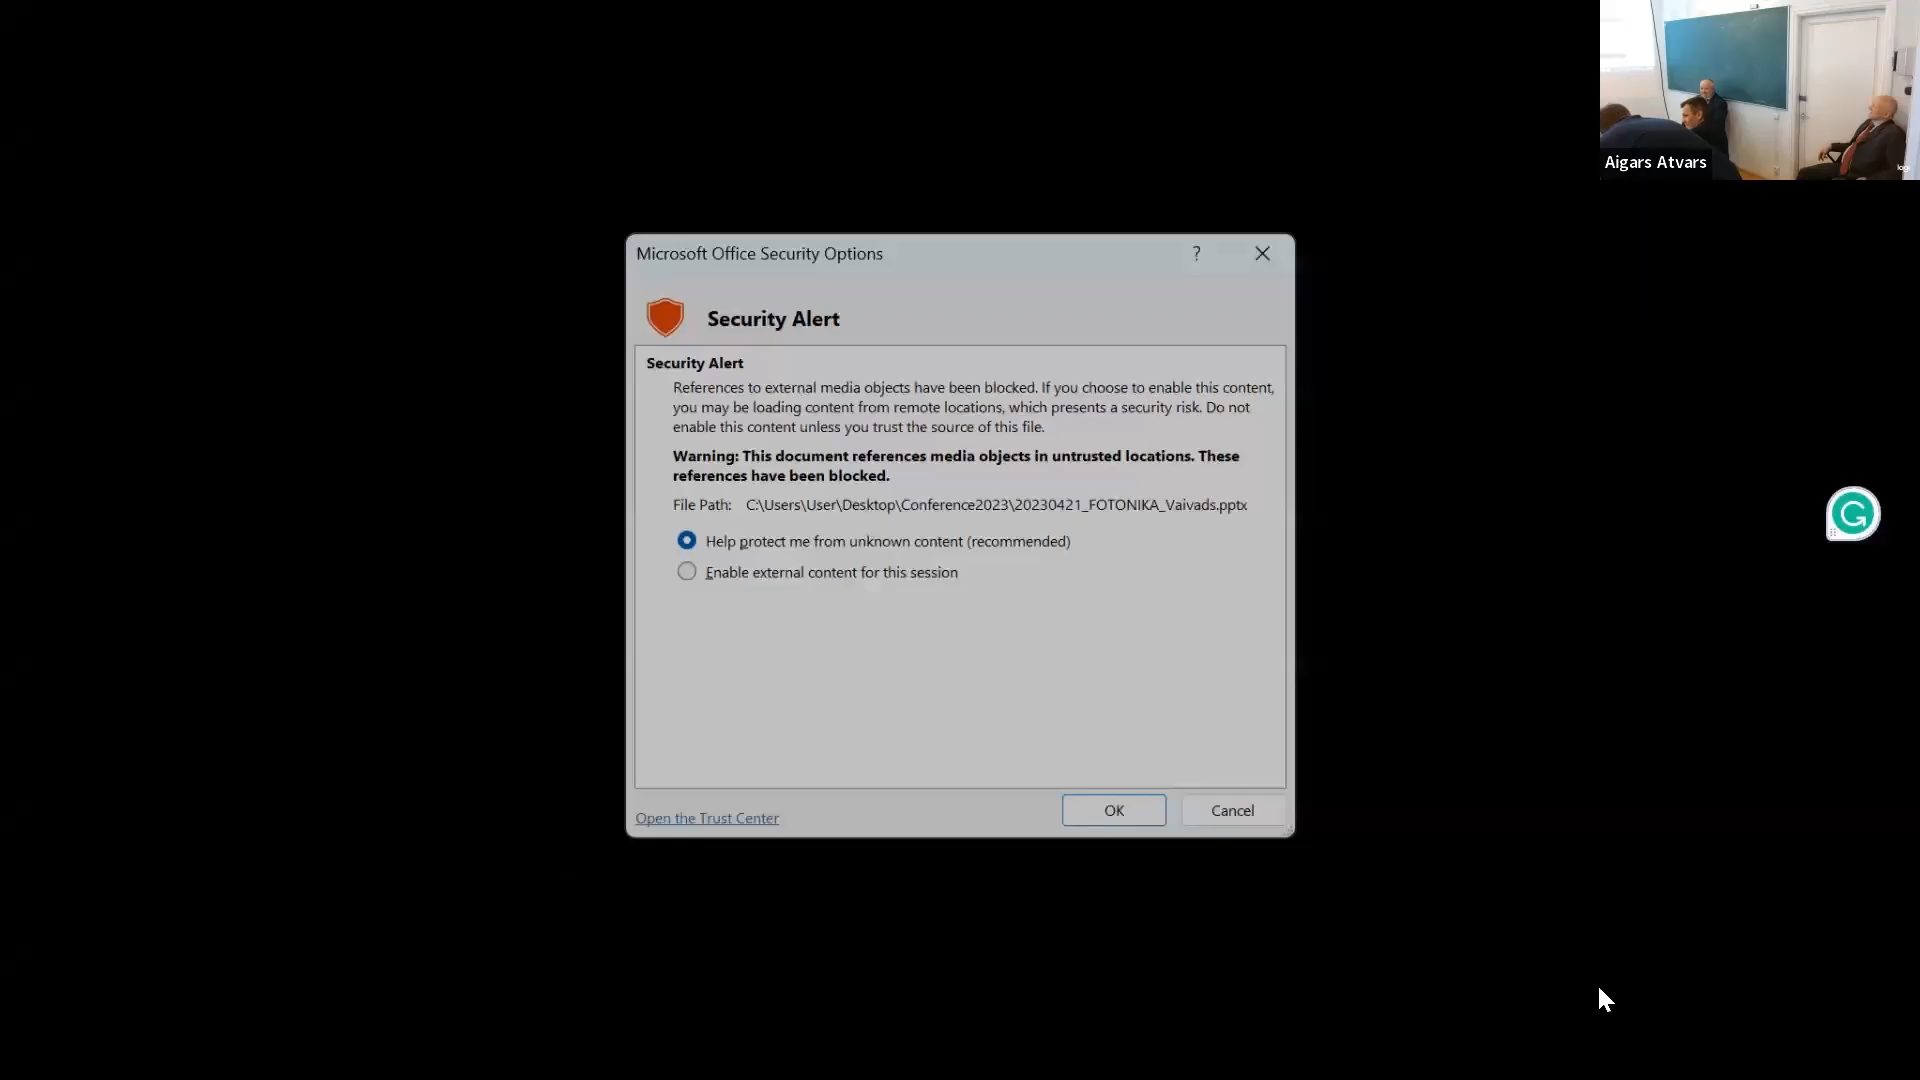 Aigars Atvars
Microsoft Office Security Options
Security Alert
Security Alert
References to external media objects have been blocked. If you choose to enable this content,
you may be loading content from remote locations, which presents a security risk. Do not
enable this content unless you trust the source of this file.
Warning: This document references media objects in untrusted locations. These
references have been blocked.
File Path: C:\Users\User\Desktop\Conference2023\20230421_FOTONIKA_Vaivads.pptx
Help protect me from unknown content (recommended)
Enable external content for this session
Open the Trust Center
OK
Cancel